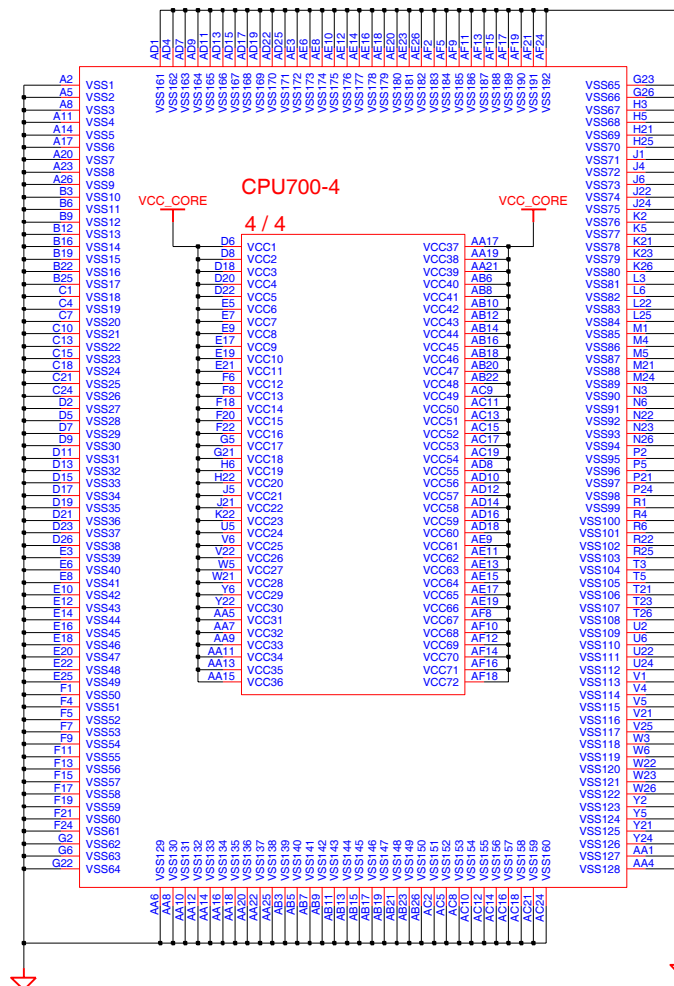 AD1 AD4 AD7 AD9 AD11 AD13 AD15 AD17 AD19 AD22 AD25 AE3 AE6 AE8 AE10 AE12 AE14 AE16 AE18 AE20 AE23 AE26 AF2 AF5 AF9 AF11 AF13 AF15 AF17 AF19 AF21 AF24
VSS161 VSS162 VSS163 VSS164 VSS165 VSS166 VSS167 VSS168 VSS169 VSS170 VSS171 VSS172 VSS173 VSS174 VSS175 VSS176 VSS177 VSS178 VSS179 VSS180 VSS181 VSS182 VSS183 VSS184 VSS185 VSS186 VSS187 VSS188 VSS189 VSS190 VSS191 VSS192
A2 VSS1 VSS65 G23
A5 VSS2 VSS66 G26
A8 VSS3 VSS67 H3
A11 VSS4 VSS68 H5
A14 VSS5 VSS69 H21
A17 VSS6 VSS70 H25
A20 VSS7 VSS71 J1
A23 VSS8 VSS72 J4
A26 VSS9 VSS73 J6
B3 VSS10 VSS74 J22
B6 VSS11 VSS75 J24
B9 VSS12 VSS76 K2
B12 VSS13 VSS77 K5
B16 VSS14 VSS78 K21
B19 VSS15 VSS79 K23
B22 VSS16 VSS80 K26
B25 VSS17 VSS81 L3
C1 VSS18 VSS82 L6
C4 VSS19 VSS83 L22
C7 VSS20 VSS84 L25
C10 VSS21 VSS85 M1
C13 VSS22 VSS86 M4
C15 VSS23 VSS87 M5
C18 VSS24 VSS88 M21
C21 VSS25 VSS89 M24
C24 VSS26 VSS90 N3
D2 VSS27 VSS91 N6
D5 VSS28 VSS92 N22
D7 VSS29 VSS93 N23
D9 VSS30 VSS94 N26
D11 VSS31 VSS95 P2
D13 VSS32 VSS96 P5
D15 VSS33 VSS97 P21
D17 VSS34 VSS98 P24
D19 VSS35 VSS99 R1
D21 VSS36 VSS100 R4
D23 VSS37 VSS101 R6
D26 VSS38 VSS102 R22
E3 VSS39 VSS103 R25
E6 VSS40 VSS104 T3
E8 VSS41 VSS105 T5
E10 VSS42 VSS106 T21
E12 VSS43 VSS107 T23
E14 VSS44 VSS108 T26
E16 VSS45 VSS109 U2
E18 VSS46 VSS110 U6
E20 VSS47 VSS111 U22
E22 VSS48 VSS112 U24
E25 VSS49 VSS113 V1
F1 VSS50 VSS114 V4
F4 VSS51 VSS115 V5
F5 VSS52 VSS116 V21
F7 VSS53 VSS117 V25
F9 VSS54 VSS118 W3
F11 VSS55 VSS119 W6
F13 VSS56 VSS120 W22
F15 VSS57 VSS121 W23
F17 VSS58 VSS122 W26
F19 VSS59 VSS123 Y2
F21 VSS60 VSS124 Y5
F24 VSS61 VSS125 Y21
G2 VSS62 VSS126 Y24
G6 VSS63 VSS127 AA1
G22 VSS64 VSS128 AA4
CPU700-4
VCC_CORE VCC_CORE
4 / 4
D6 VCC1 VCC37 AA17
D8 VCC2 VCC38 AA19
D18 VCC3 VCC39 AA21
D20 VCC4 VCC40 AB6
D22 VCC5 VCC41 AB8
E5 VCC6 VCC42 AB10
E7 VCC7 VCC43 AB12
E9 VCC8 VCC44 AB14
E17 VCC9 VCC45 AB16
E19 VCC10 VCC46 AB18
E21 VCC11 VCC47 AB20
F6 VCC12 VCC48 AB22
F8 VCC13 VCC49 AC9
F18 VCC14 VCC50 AC11
F20 VCC15 VCC51 AC13
F22 VCC16 VCC52 AC15
G5 VCC17 VCC53 AC17
G21 VCC18 VCC54 AC19
H6 VCC19 VCC55 AD8
H22 VCC20 VCC56 AD10
J5 VCC21 VCC57 AD12
J21 VCC22 VCC58 AD14
K22 VCC23 VCC59 AD16
U5 VCC24 VCC60 AD18
V6 VCC25 VCC61 AE9
V22 VCC26 VCC62 AE11
W5 VCC27 VCC63 AE13
W21 VCC28 VCC64 AE15
Y6 VCC29 VCC65 AE17
Y22 VCC30 VCC66 AE19
AA5 VCC31 VCC67 AF8
AA7 VCC32 VCC68 AF10
AA9 VCC33 VCC69 AF12
AA11 VCC34 VCC70 AF14
AA13 VCC35 VCC71 AF16
AA15 VCC36 VCC72 AF18
VSS129 VSS130 VSS131 VSS132 VSS133 VSS134 VSS135 VSS136 VSS137 VSS138 VSS139 VSS140 VSS141 VSS142 VSS143 VSS144 VSS145 VSS146 VSS147 VSS148 VSS149 VSS150 VSS151 VSS152 VSS153 VSS154 VSS155 VSS156 VSS157 VSS158 VSS159 VSS160
AA6 AA8 AA10 AA12 AA14 AA16 AA18 AA20 AA22 AA25 AB3 AB5 AB7 AB9 AB11 AB13 AB15 AB17 AB19 AB21 AB23 AB26 AC2 AC5 AC8 AC10 AC12 AC14 AC16 AC18 AC21 AC24